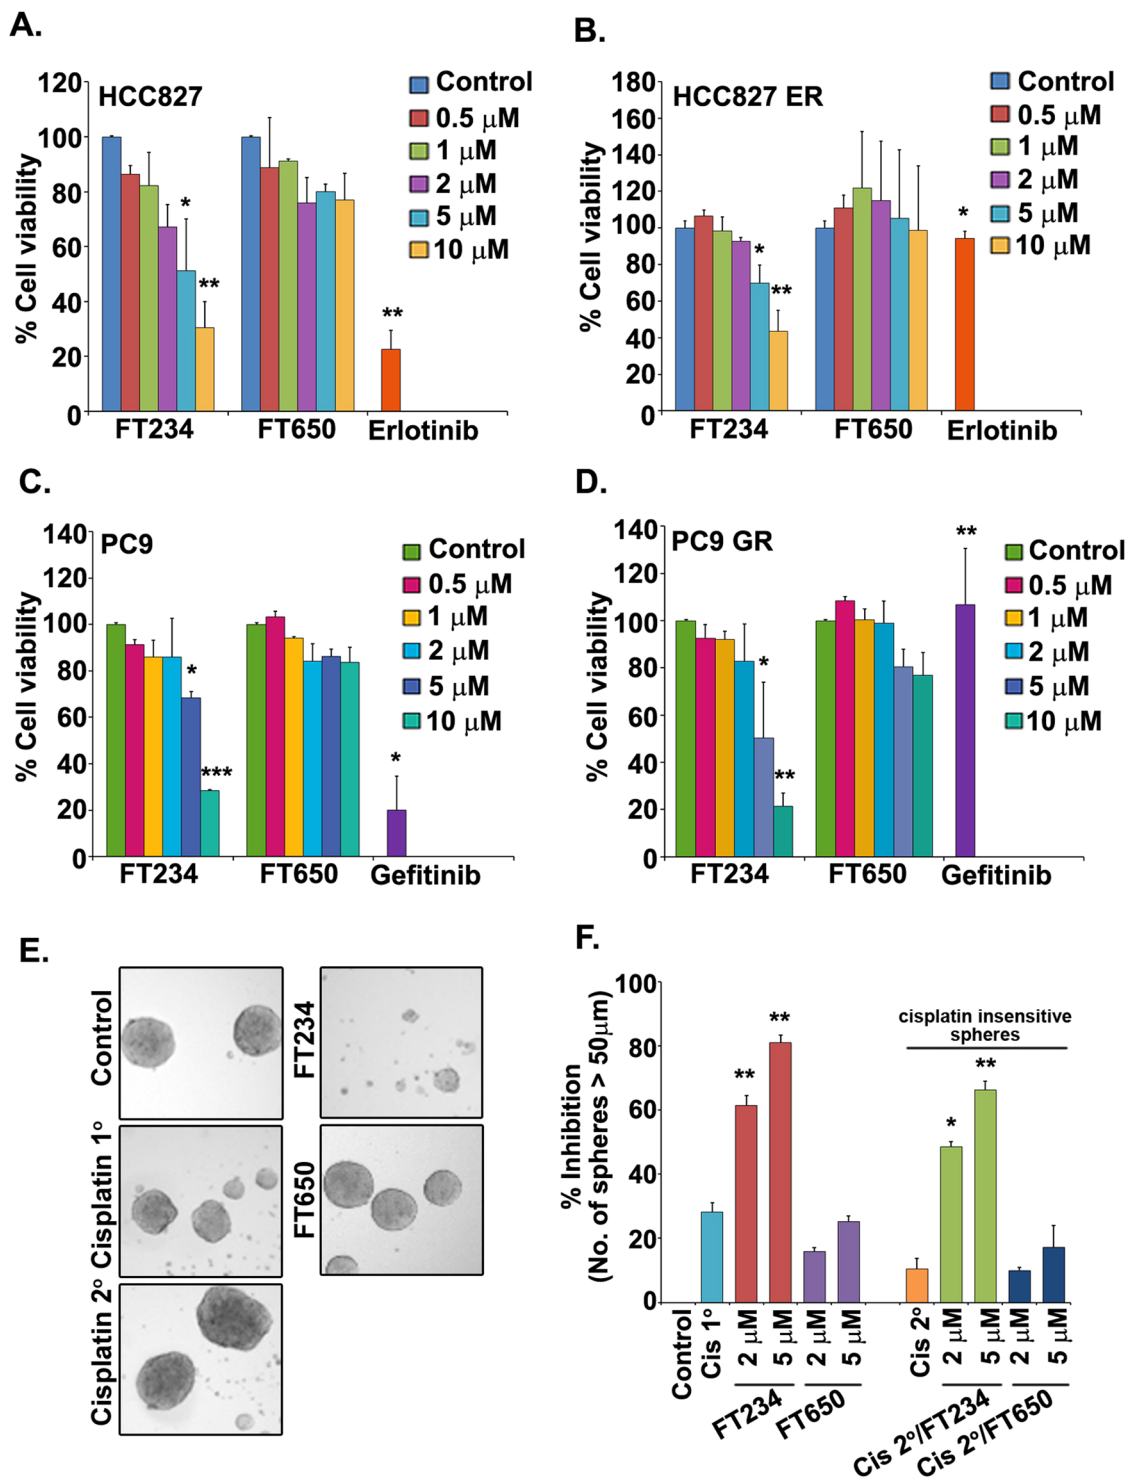 A.
HCC827
% Cell viability
120
100
80
60
40
20
0
*
**
**
Control
0.5 μM
1 μM
2 μM
5 μM
10 μM
FT234 FT650 Erlotinib
B.
HCC827 ER
% Cell viability
180
160
140
120
100
80
60
40
20
0
*
**
*
Control
0.5 μM
1 μM
2 μM
5 μM
10 μM
FT234 FT650 Erlotinib
C.
PC9
% Cell viability
140
120
100
80
60
40
20
0
*
***
*
Control
0.5 μM
1 μM
2 μM
5 μM
10 μM
FT234 FT650 Gefitinib
D.
PC9 GR
% Cell viability
140
120
100
80
60
40
20
0
*
**
**
Control
0.5 μM
1 μM
2 μM
5 μM
10 μM
FT234 FT650 Gefitinib
E.
Control
FT234
Cisplatin 1º
FT650
Cisplatin 2º
F.
% Inhibition
(No. of spheres > 50μm)
100
80
60
40
20
0
**
**
cisplatin insensitive
spheres
*
**
Control
Cis 1º
2 μM
5 μM
2 μM
5 μM
Cis 2º
2 μM
5 μM
2 μM
5 μM
FT234
FT650
Cis 2º/FT234
Cis 2º/FT650